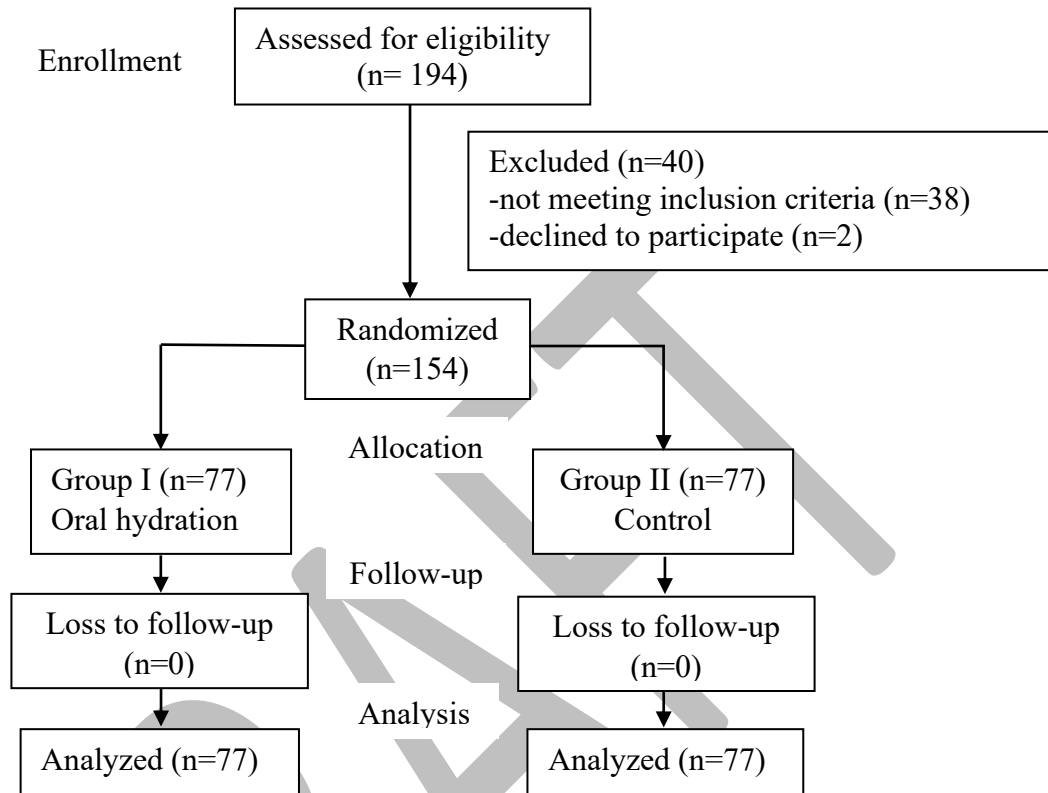 Assessed for eligibility
(n= 194)
Enrollment
Excluded (n=40)
-not meeting inclusion criteria (n=38)
-declined to participate (n=2)
Randomized
(n=154)
Allocation
Group I (n=77)
Oral hydration
Group II (n=77)
Control
Follow-up
Loss to follow-up
(n=0)
Loss to follow-up
(n=0)
Analysis
Analyzed (n=77)
Analyzed (n=77)